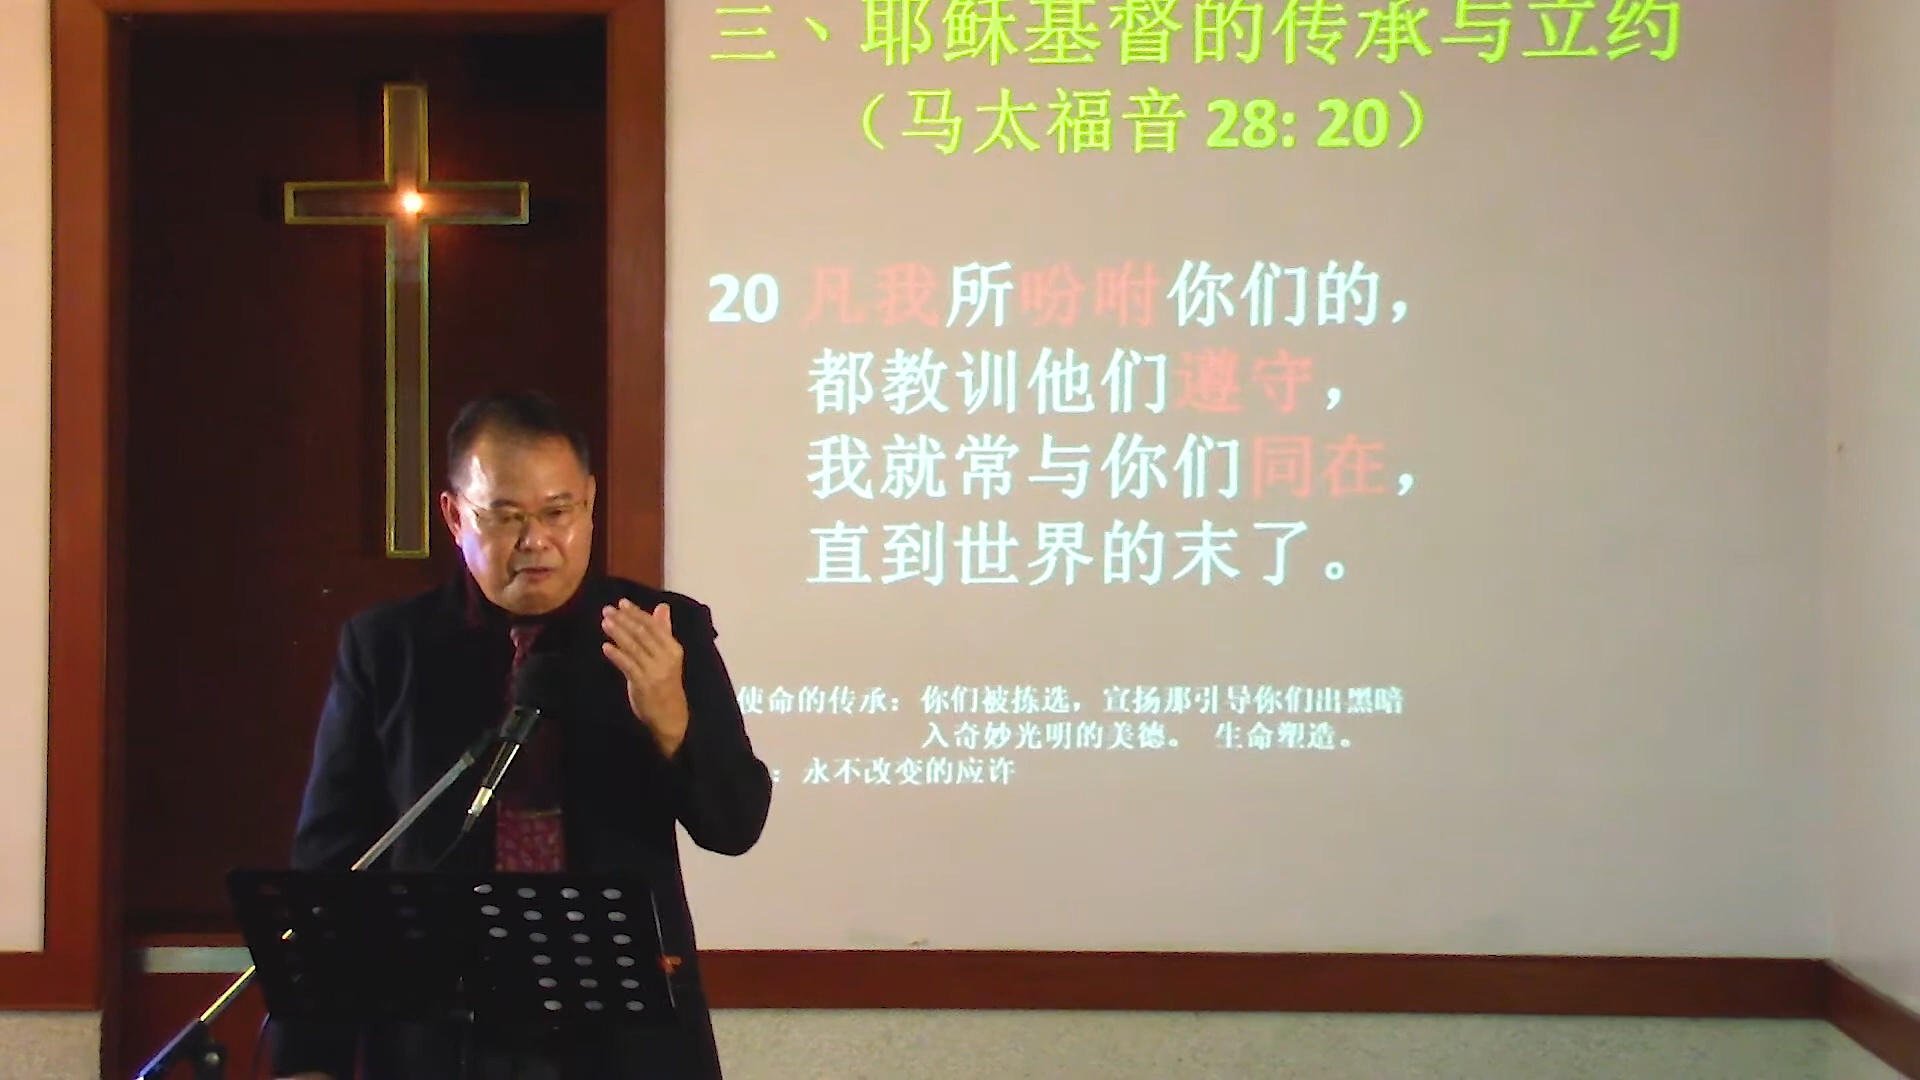 三、耶稣基督的传承与立约
（马太福音 28: 20）
20 凡我所吩咐你们的，
都教训他们遵守，
我就常与你们同在，
直到世界的末了。
使命的传承：你们被拣选，宣扬那引导你们出黑暗
入奇妙光明的美德。 生命塑造。
：永不改变的应许